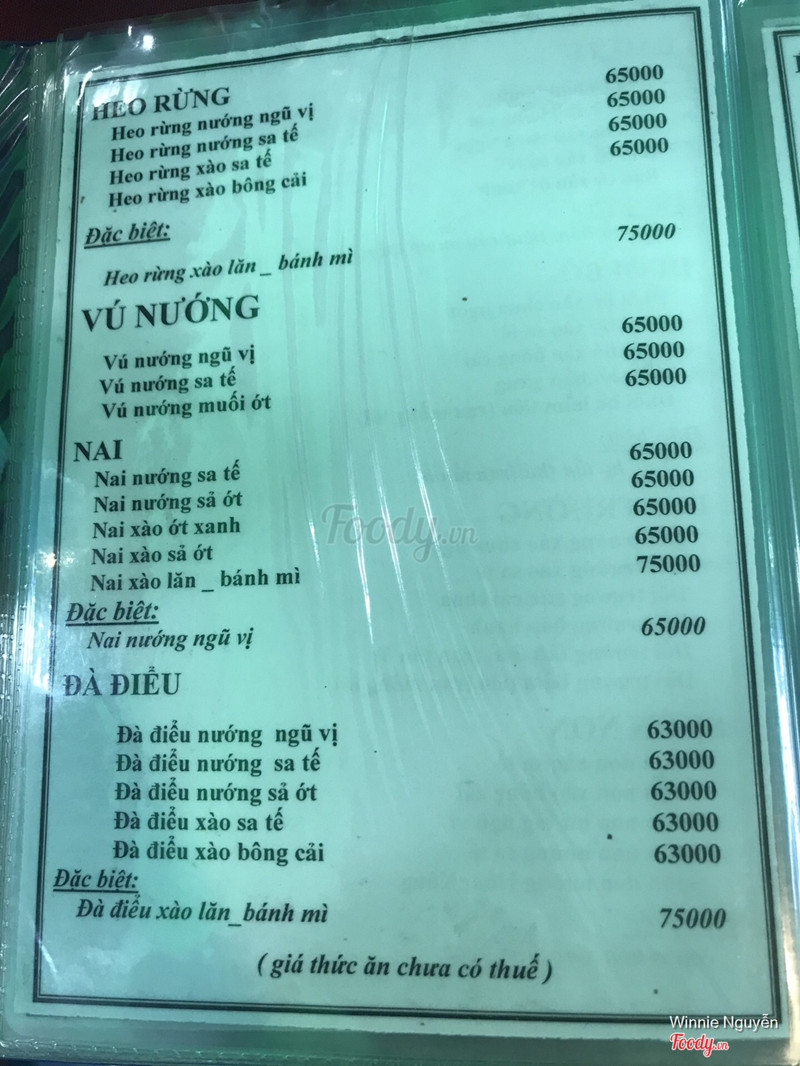 HEO RỪNG
Heo rừng nướng ngũ vị 65000
Heo rừng nướng sa tế 65000
Heo rừng xào sa tế 65000
Heo rừng xào bông cải 65000
Đặc biệt:
Heo rừng xào lăn _ bánh mì 75000
VÚ NƯỚNG
Vú nướng ngũ vị 65000
Vú nướng sa tế 65000
Vú nướng muối ớt 65000
NAI
Nai nướng sa tế 65000
Nai nướng sả ớt 65000
Nai xào ớt xanh 65000
Nai xào sả ớt 65000
Nai xào lăn _ bánh mì 75000
Đặc biệt:
Nai nướng ngũ vị 65000
ĐÀ ĐIỂU
Đà điểu nướng ngũ vị 63000
Đà điểu nướng sa tế 63000
Đà điểu nướng sả ớt 63000
Đà điểu xào sa tế 63000
Đà điểu xào bông cải 63000
Đặc biệt:
Đà điểu xào lăn_bánh mì 75000
( giá thức ăn chưa có thuế )
Foody.vn
Winnie Nguyễn
Foody.vn